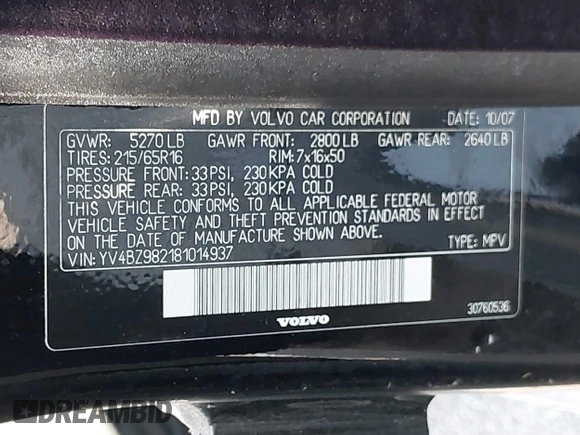 MFD BY VOLVO CAR CORPORATION DATE: 10/07
GVWR: 5270 LB GAWR FRONT: 2800 LB GAWR REAR: 2640 LB
TIRES: 215/65R16 RIM: 7x16x50
PRESSURE FRONT: 33 PSI, 230 KPA COLD
PRESSURE REAR: 33 PSI, 230 KPA COLD
THIS VEHICLE CONFORMS TO ALL APPLICABLE FEDERAL MOTOR
VEHICLE SAFETY AND THEFT PREVENTION STANDARDS IN EFFECT
ON THE DATE OF MANUFACTURE SHOWN ABOVE.
VIN: YV4BZ982181014937 TYPE: MPV
VOLVO 30760536
DREAMBID